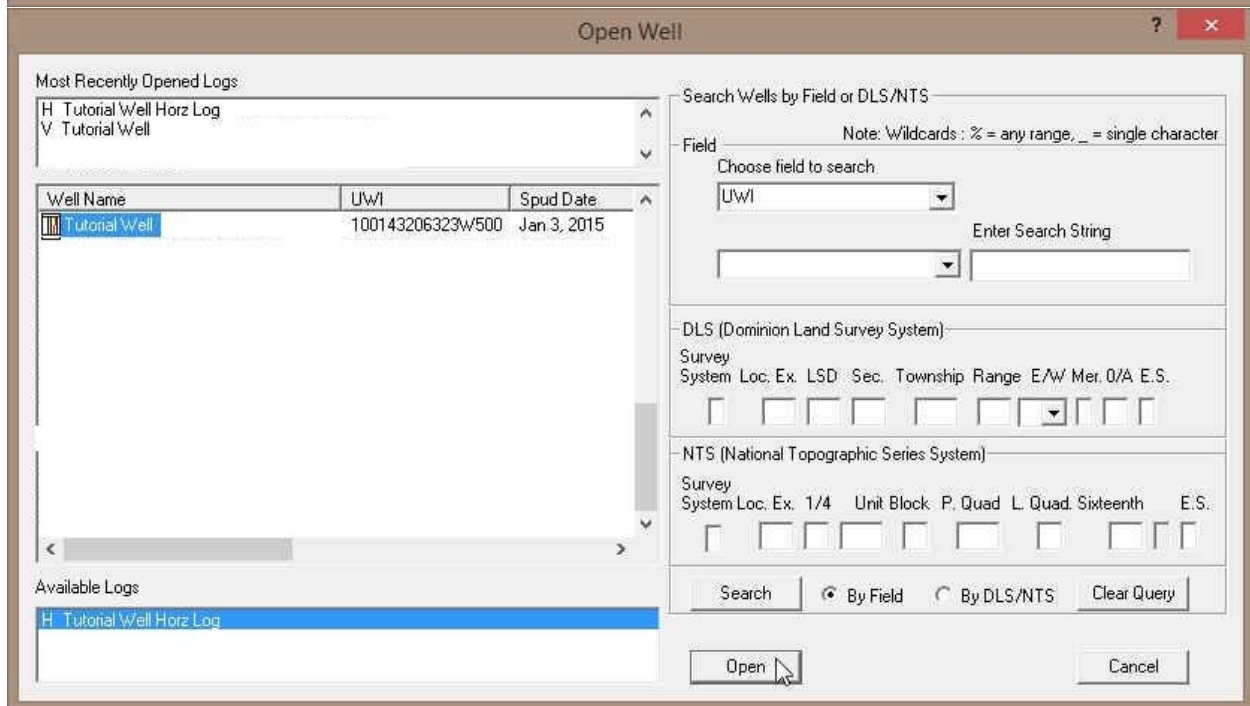 Open Well
?
Most Recently Opened Logs
H Tutorial Well Horz Log
V Tutorial Well
Well Name UWI Spud Date
Tutorial Well 100143206323W500 Jan 3, 2015
Available Logs
H Tutorial Well Horz Log
Search Wells by Field or DLS/NTS
Note: Wildcards : % = any range, _ = single character
Field
Choose field to search
UWI
Enter Search String
DLS (Dominion Land Survey System)
Survey
System Loc. Ex. LSD Sec. Township Range E/W Mer. 0/A E.S.
NTS (National Topographic Series System)
Survey
System Loc. Ex. 1/4 Unit Block P. Quad L. Quad. Sixteenth E.S.
Search By Field By DLS/NTS Clear Query
Open Cancel